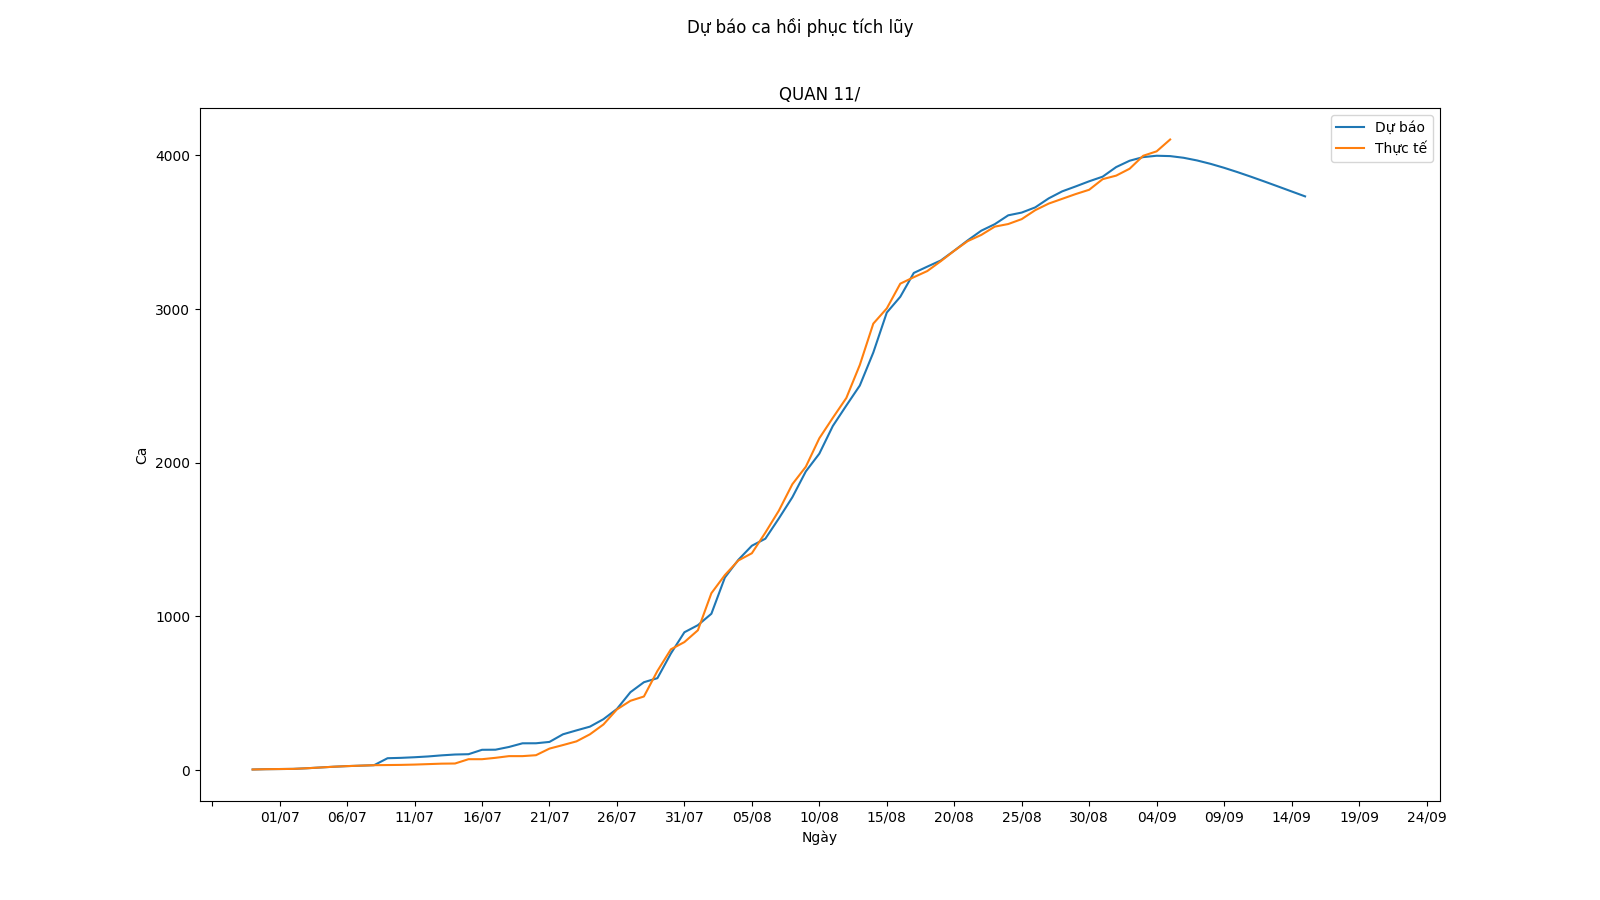 Dự báo ca hồi phục tích lũy
QUAN 11/
Dự báo
Thực tế
4000
3000
2000
1000
0
Ca
01/07 06/07 11/07 16/07 21/07 26/07 31/07 05/08 10/08 15/08 20/08 25/08 30/08 04/09 09/09 14/09 19/09 24/09
Ngày